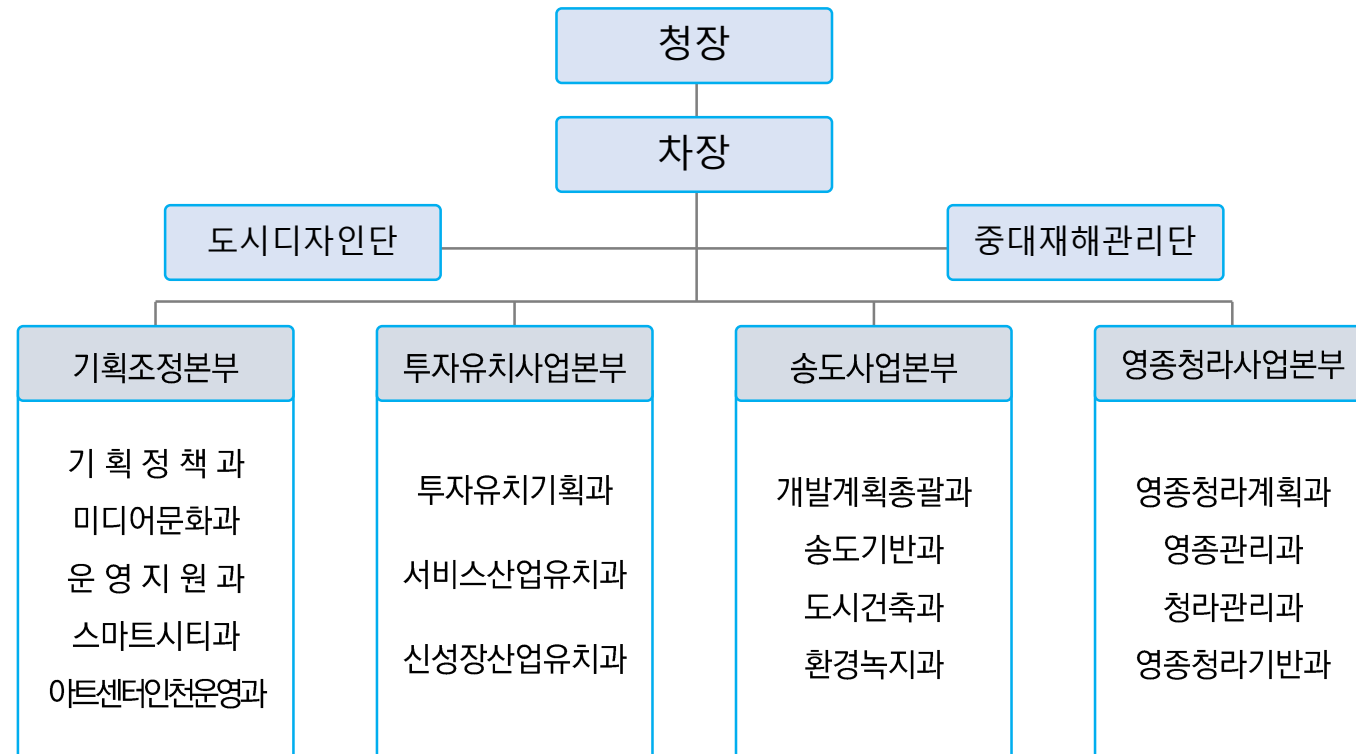 청장
차장
도시디자인단
중대재해관리단
기획조정본부
기 획 정 책 과
미디어문화과
운 영 지 원 과
스마트시티과
아트센터인천운영과
투자유치사업본부
투자유치기획과
서비스산업유치과
신성장산업유치과
송도사업본부
개발계획총괄과
송도기반과
도시건축과
환경녹지과
영종청라사업본부
영종청라계획과
영종관리과
청라관리과
영종청라기반과